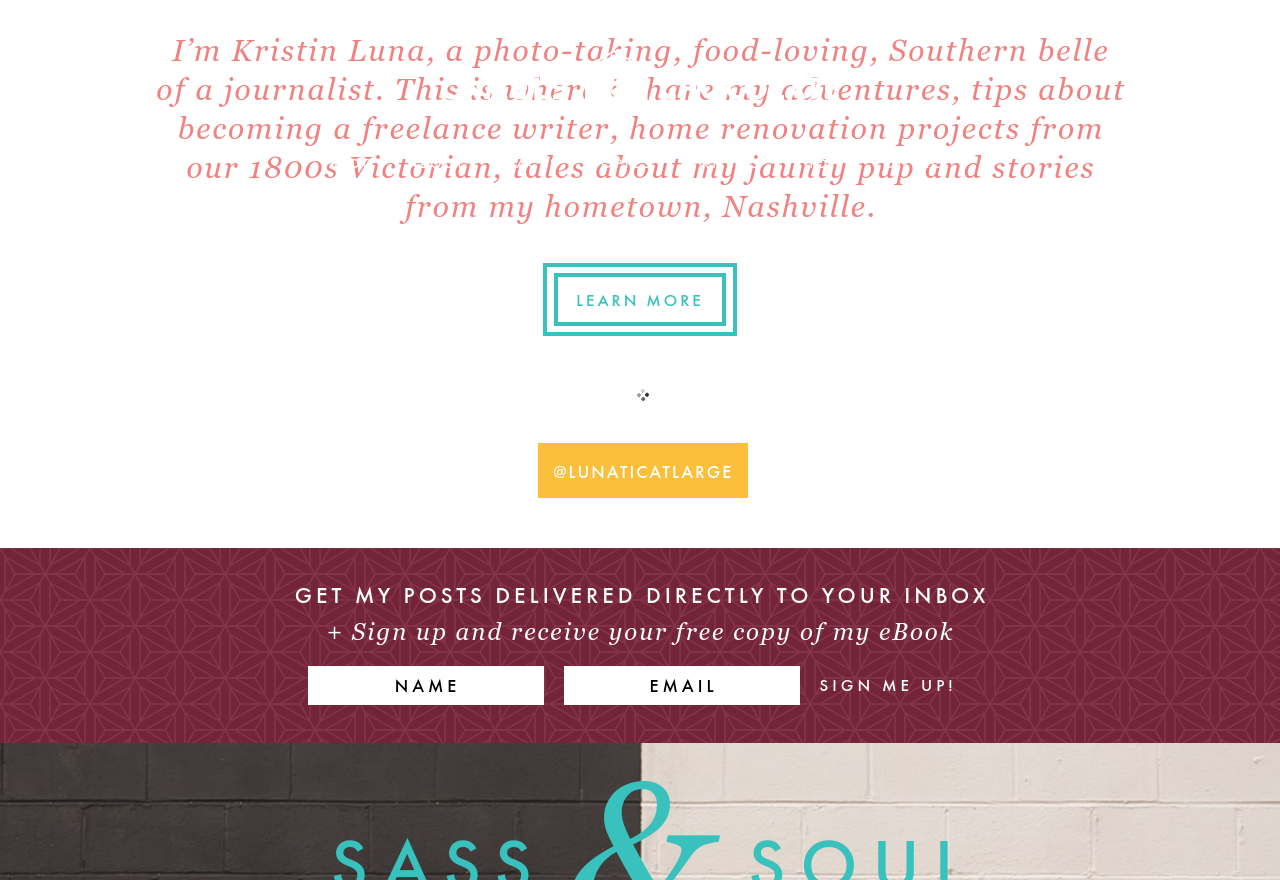 I’m Kristin Luna, a photo-taking, food-loving, Southern belle
of a journalist. This is where I share my adventures, tips about
becoming a freelance writer, home renovation projects from
our 1800s Victorian, tales about my jaunty pup and stories
from my hometown, Nashville.
LEARN MORE
@LUNATICATLARGE
GET MY POSTS DELIVERED DIRECTLY TO YOUR INBOX
+ Sign up and receive your free copy of my eBook
NAME EMAIL SIGN ME UP!
SASS & SOUL